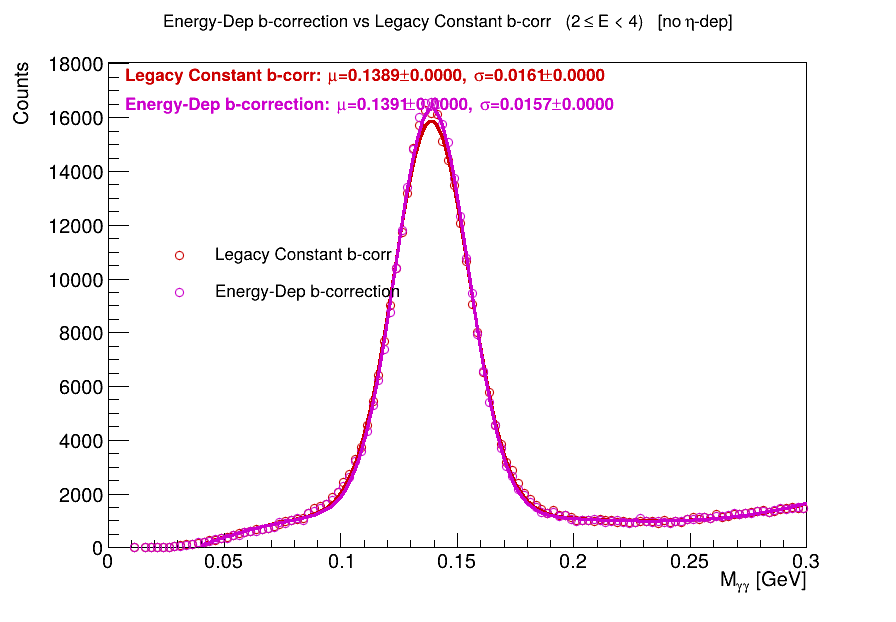 Energy-Dep b-correction vs Legacy Constant b-corr (2 ≤ E < 4) [no η-dep]
Counts
18000
16000
14000
12000
10000
8000
6000
4000
2000
0
Legacy Constant b-corr: μ=0.1389±0.0000, σ=0.0161±0.0000
Energy-Dep b-correction: μ=0.1391±0.0000, σ=0.0157±0.0000
Legacy Constant b-corr
Energy-Dep b-correction
0 0.05 0.1 0.15 0.2 0.25 0.3
M_γγ [GeV]